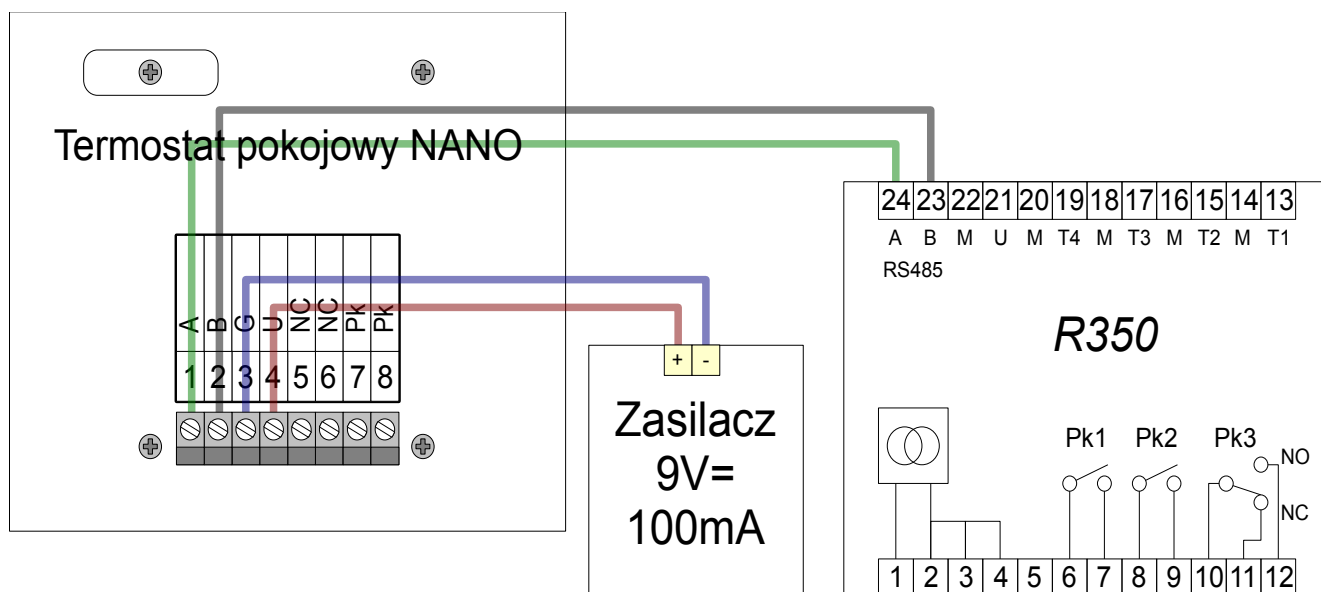 Termostat pokojowy NANO
A B G U NC NC Pk Pk
1 2 3 4 5 6 7 8
+ -
Zasilacz
9V=
100mA
24 23 22 21 20 19 18 17 16 15 14 13
A B M U M T4 M T3 M T2 M T1
RS485
R350
Pk1 Pk2 Pk3
NO
NC
1 2 3 4 5 6 7 8 9 10 11 12